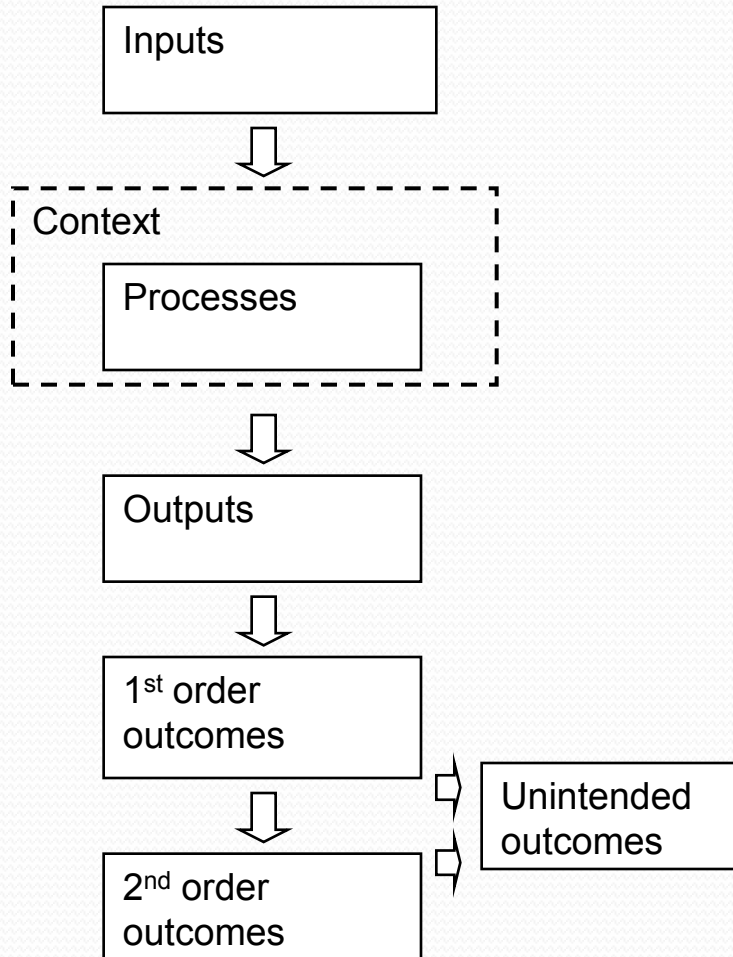 Inputs
Context
Processes
Outputs
1st order
outcomes
Unintended
outcomes
2nd order
outcomes